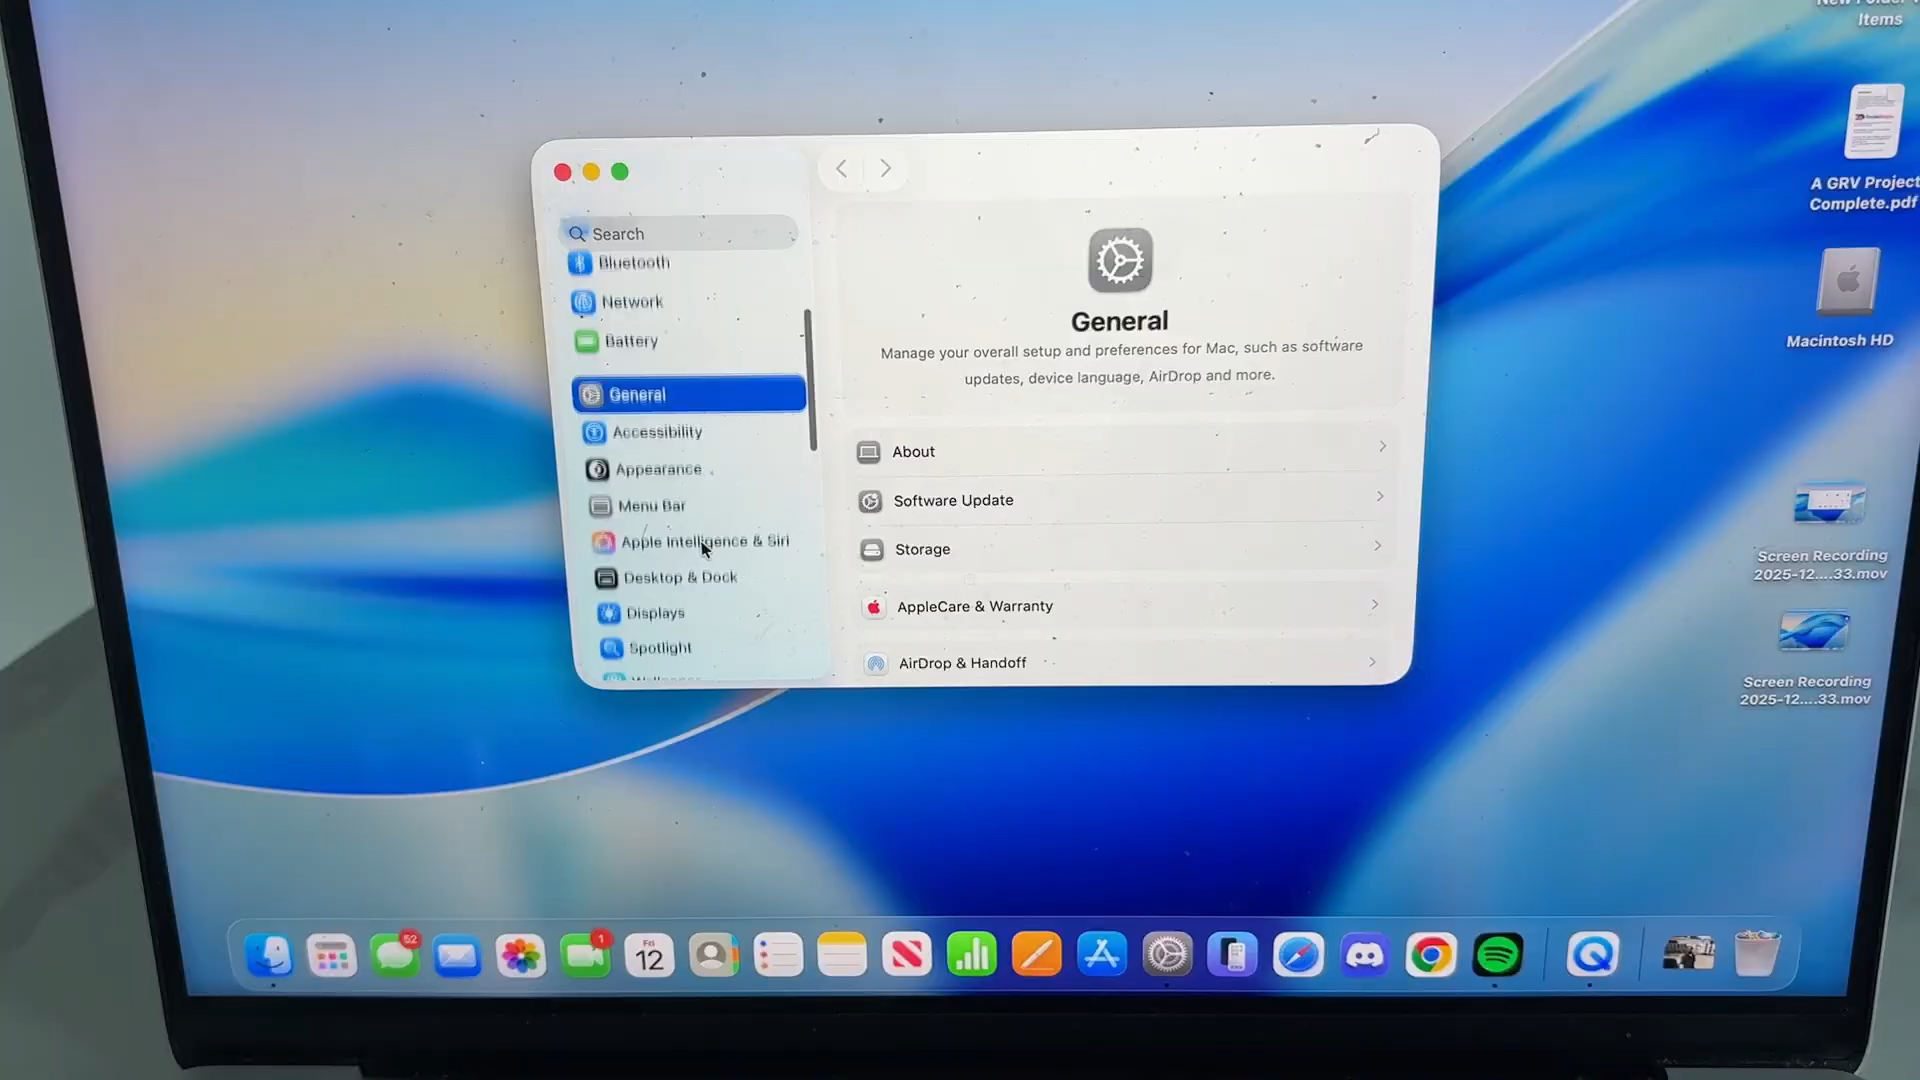 Items
A GRV Project
Complete.pdf
Macintosh HD
Screen Recording
2025-12....33.mov
Screen Recording
2025-12....33.mov
Search
Bluetooth
Network
Battery
General
Accessibility
Appearance
Menu Bar
Apple Intelligence & Siri
Desktop & Dock
Displays
Spotlight
General
Manage your overall setup and preferences for Mac, such as software
updates, device language, AirDrop and more.
About
Software Update
Storage
AppleCare & Warranty
AirDrop & Handoff
52
1
Fri
12